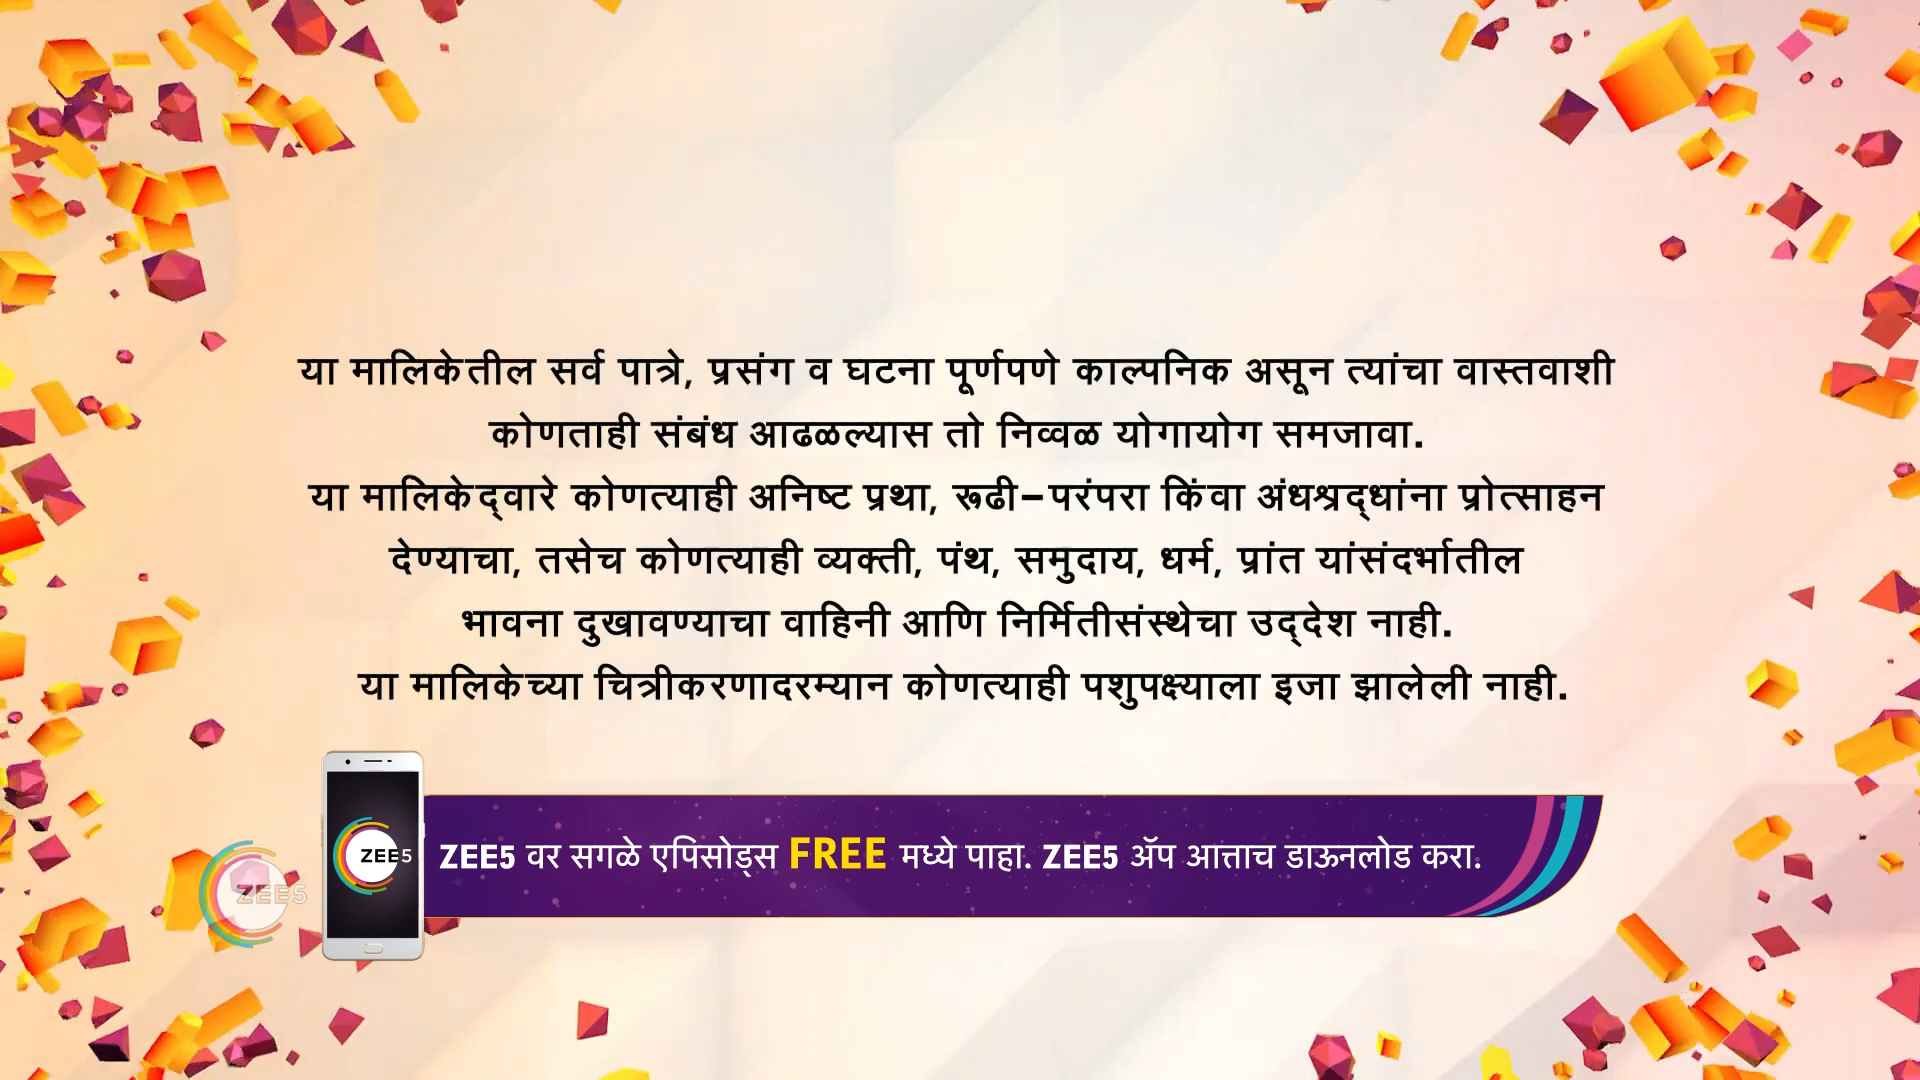 या मालिकेतील सर्व पात्रे, प्रसंग व घटना पूर्णपणे काल्पनिक असून त्यांचा वास्तवाशी
कोणताही संबंध आढळल्यास तो निव्वळ योगायोग समजावा.
या मालिकेद्‌वारे कोणत्याही अनिष्ट प्रथा, रूढी–परंपरा किंवा अंधश्रद्‌धांना प्रोत्साहन
देण्याचा, तसेच कोणत्याही व्यक्ती, पंथ, समुदाय, धर्म, प्रांत यांसंदर्भातील
भावना दुखावण्याचा वाहिनी आणि निर्मितीसंस्थेचा उद्‌देश नाही.
या मालिकेच्या चित्रीकरणादरम्यान कोणत्याही पशुपक्ष्याला इजा झालेली नाही.
ZEE5
ZEE5
ZEE5 वर सगळे एपिसोड्स FREE मध्ये पाहा. ZEE5 ॲप आत्ताच डाऊनलोड करा.